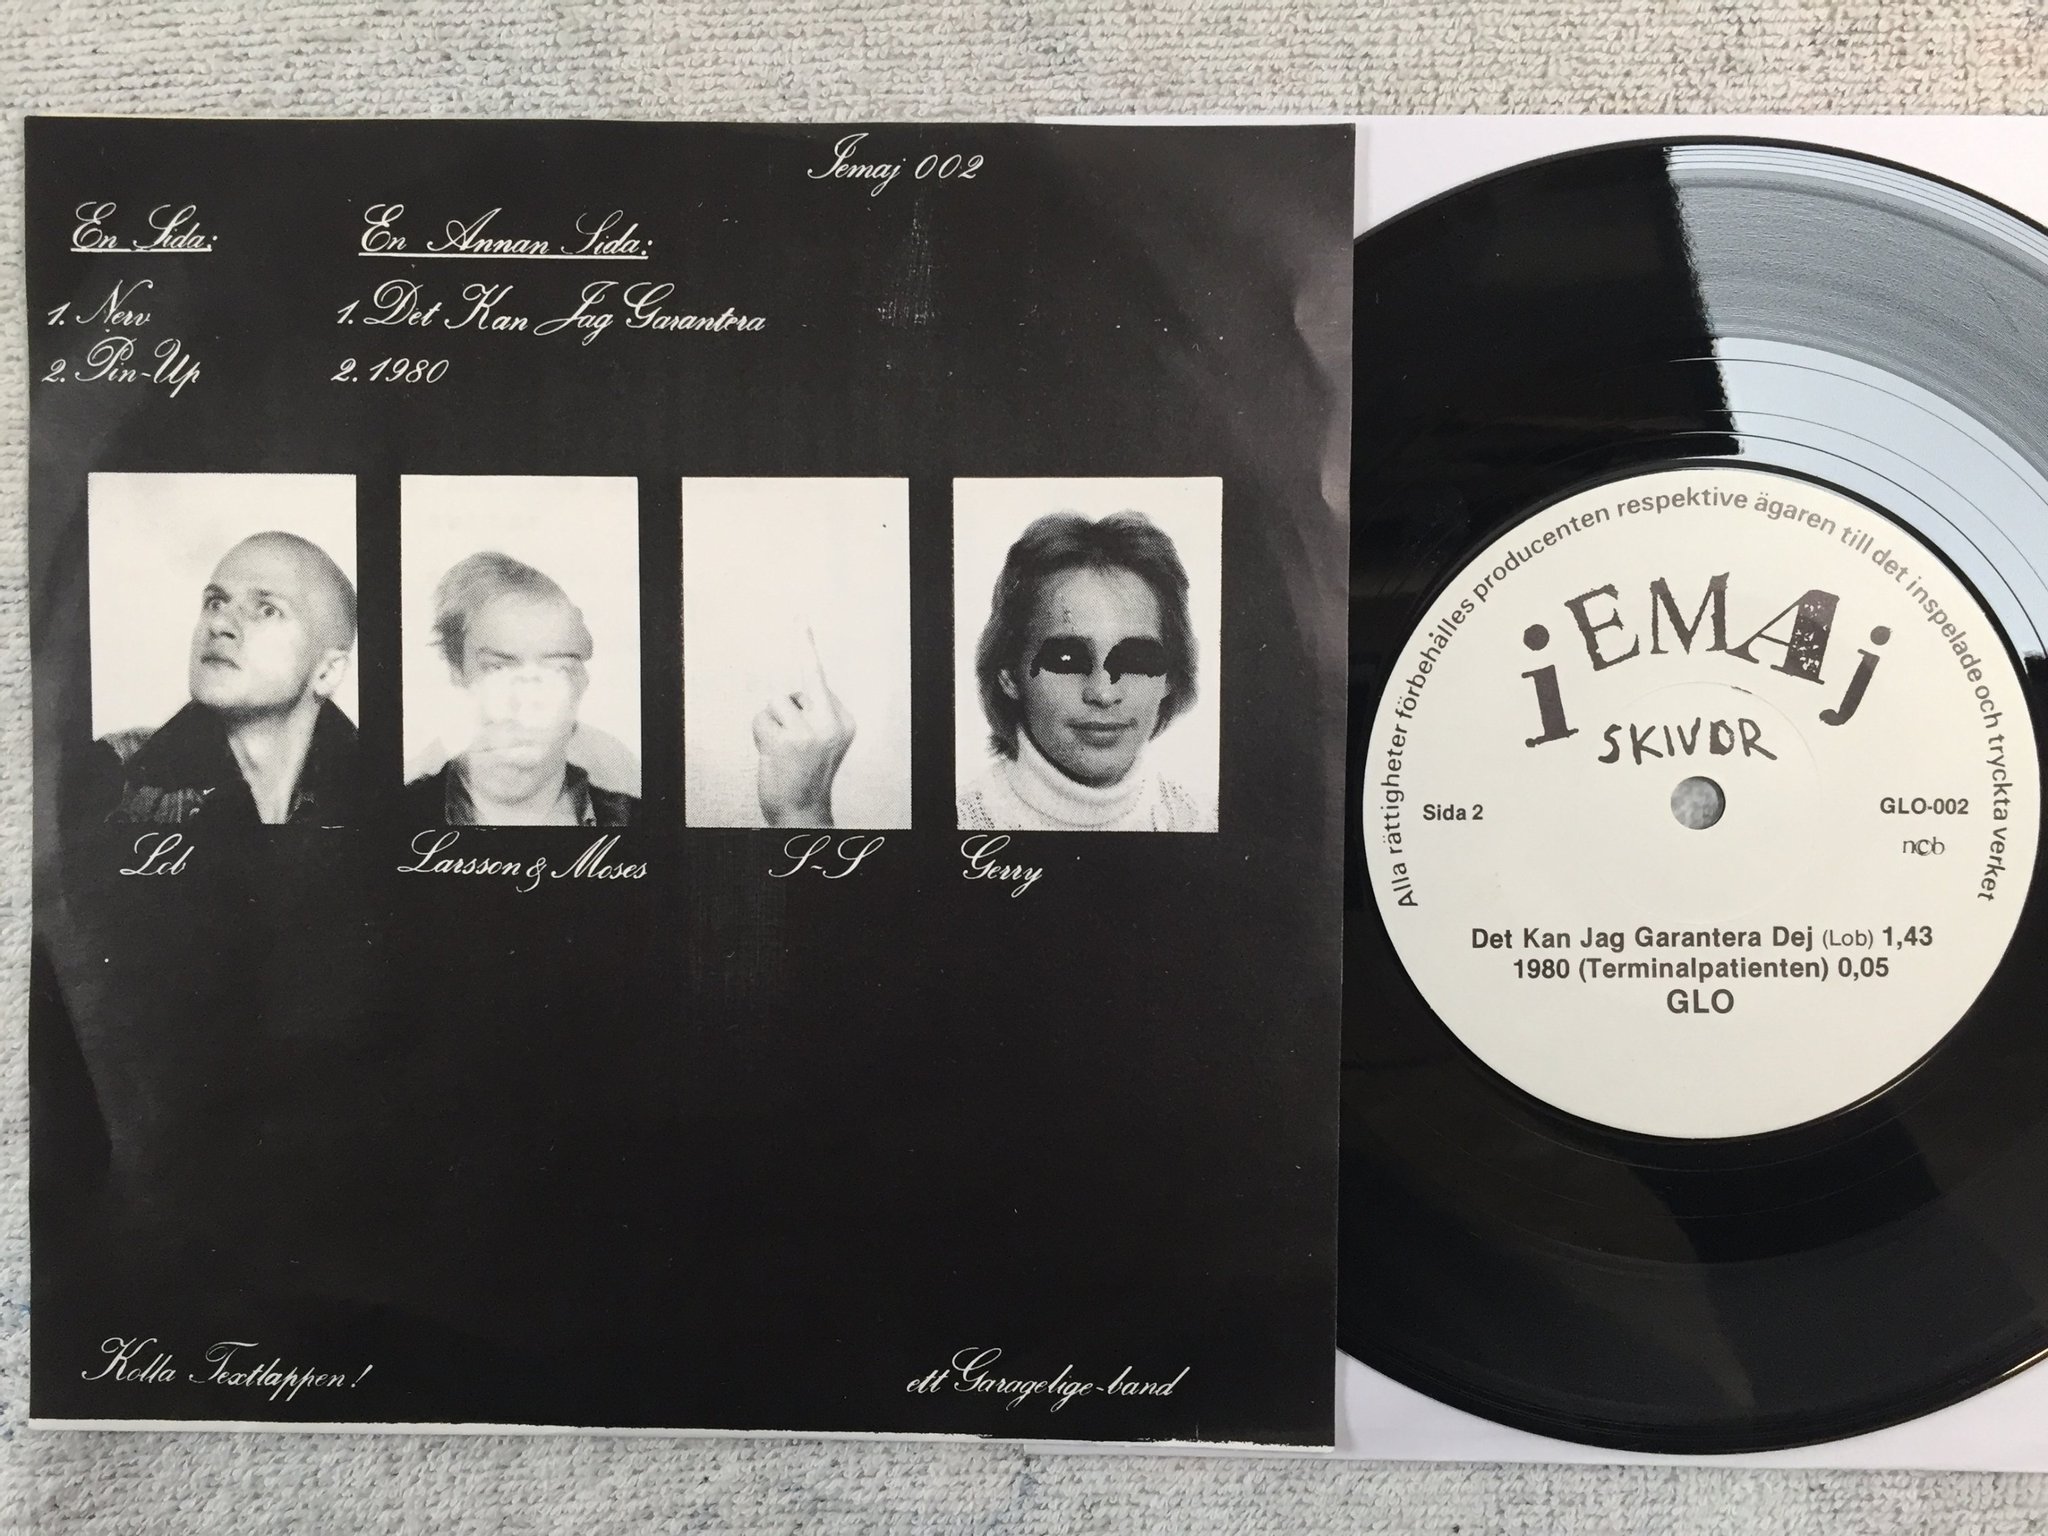 Iemaj 002
En Sida:
En Annan Sida:
1. Nerv
1. Det Kan Jag Garantera
2. Pin-Up
2. 1980
Lob
Larsson & Moses
S-S
Gerry
Kolla Textlappen!
ett Garagelige-band
Alla rättigheter förbehålles producenten respektive ägaren till det inspelade och tryckta verket
iEMAj
SKIVOR
Sida 2
GLO-002
ncb
Det Kan Jag Garantera Dej (Lob) 1,43
1980 (Terminalpatienten) 0,05
GLO